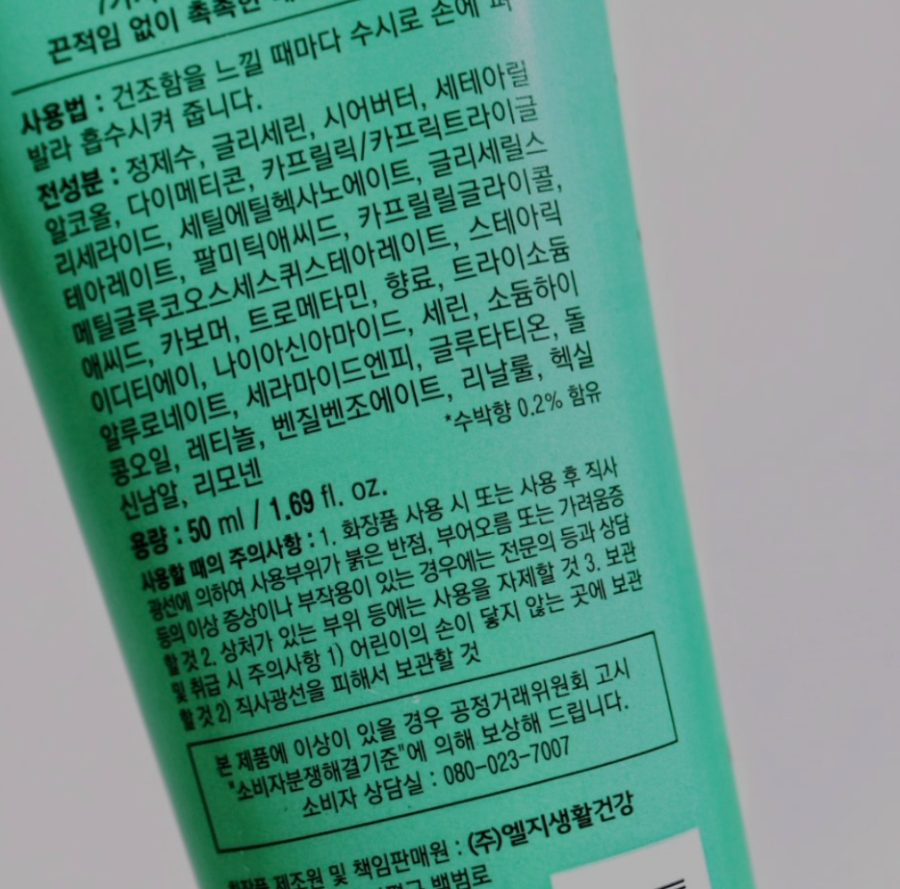 끈적임 없이 촉촉한
사용법 : 건조함을 느낄 때마다 수시로 손에 펴
발라 흡수시켜 줍니다.
전성분 : 정제수, 글리세린, 시어버터, 세테아릴
알코올, 다이메티콘, 카프릴릭/카프릭트라이글
리세라이드, 세틸에틸헥사노에이트, 글리세릴스
테아레이트, 팔미틱애씨드, 카프릴릴글라이콜,
메틸글루코오스세스퀴스테아레이트, 스테아릭
애씨드, 카보머, 트로메타민, 향료, 트라이소듐
이디티에이, 나이아신아마이드, 세린, 소듐하이
알루로네이트, 세라마이드엔피, 글루타티온, 돌
콩오일, 레티놀, 벤질벤조에이트, 리날룰, 헥실
신남알, 리모넨
*수박향 0.2% 함유
용량 : 50 ml / 1.69 fl. oz.
사용할 때의 주의사항 : 1. 화장품 사용 시 또는 사용 후 직사
광선에 의하여 사용부위가 붉은 반점, 부어오름 또는 가려움증
등의 이상 증상이나 부작용이 있는 경우에는 전문의 등과 상담
할 것 2. 상처가 있는 부위 등에는 사용을 자제할 것 3. 보관
및 취급 시 주의사항 1) 어린이의 손이 닿지 않는 곳에 보관
할 것 2) 직사광선을 피해서 보관할 것
본 제품에 이상이 있을 경우 공정거래위원회 고시
"소비자분쟁해결기준"에 의해 보상해 드립니다.
소비자 상담실 : 080-023-7007
화장품 제조원 및 책임판매원 : (주)엘지생활건강
백범로